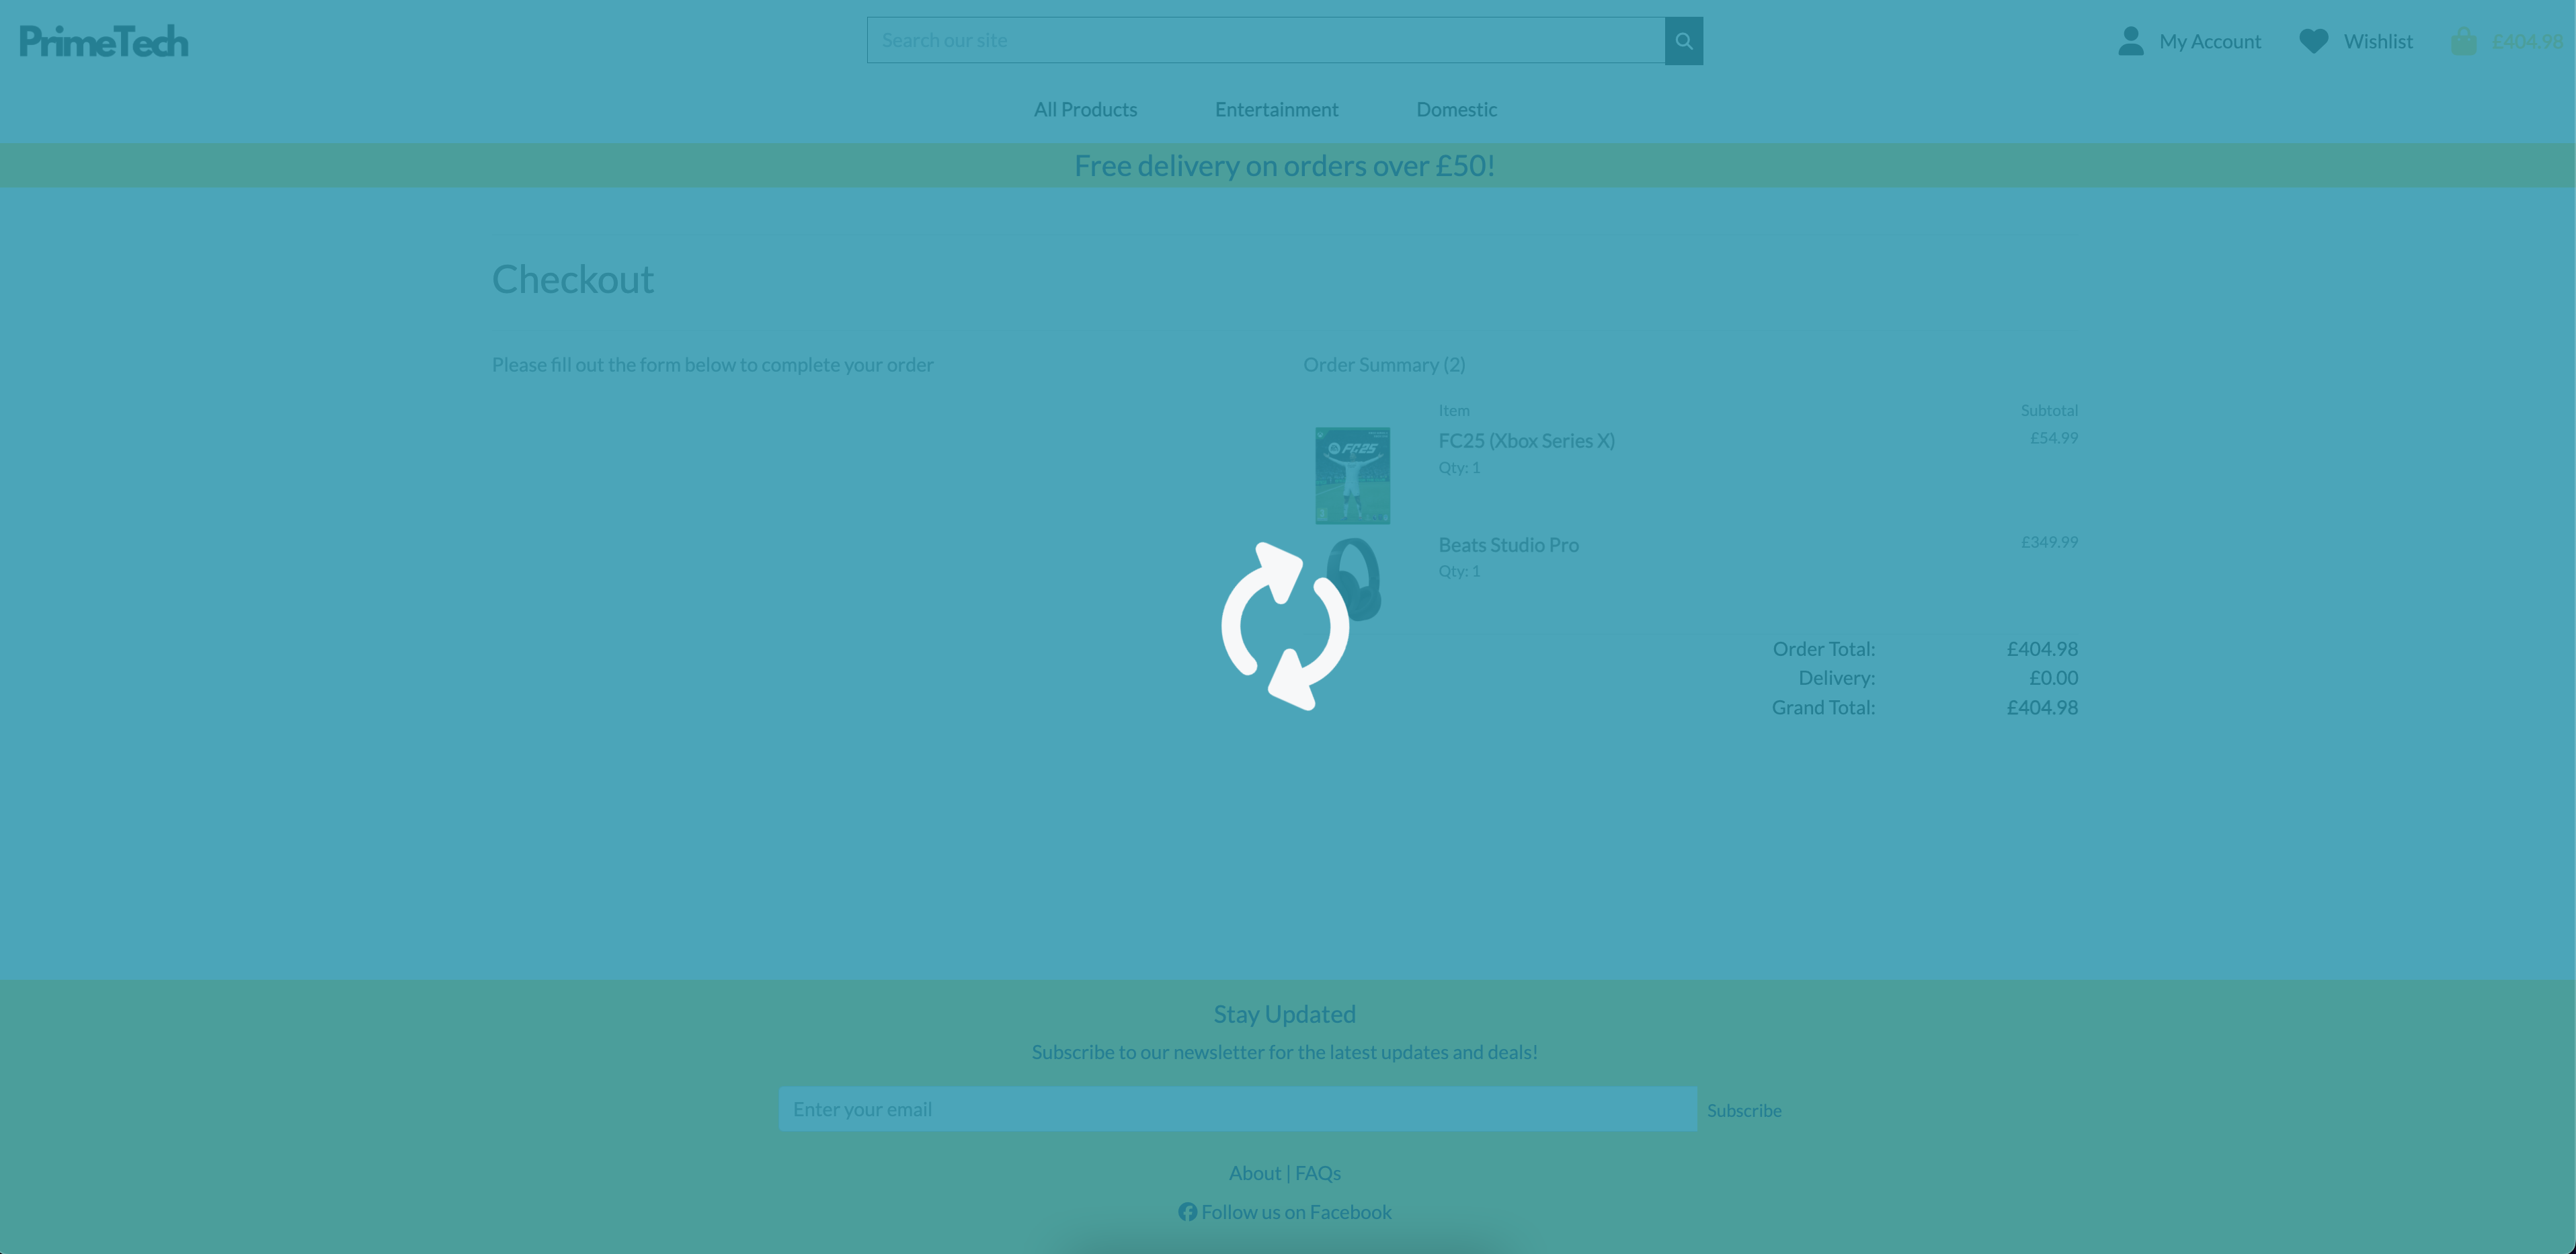 PrimeTech
Search our site
My Account
Wishlist
£404.98
All Products
Entertainment
Domestic
Free delivery on orders over £50!
Checkout
Please fill out the form below to complete your order
Order Summary (2)
Item
Subtotal
FC25
FC25 (Xbox Series X)
£54.99
Qty: 1
Beats Studio Pro
£349.99
Qty: 1
Order Total:
£404.98
Delivery:
£0.00
Grand Total:
£404.98
Stay Updated
Subscribe to our newsletter for the latest updates and deals!
Enter your email
Subscribe
About | FAQs
Follow us on Facebook